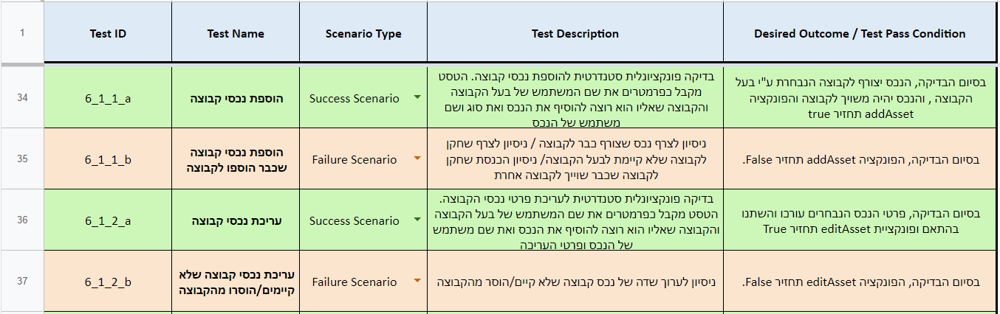 1
Test ID
Test Name
Scenario Type
Test Description
Desired Outcome / Test Pass Condition
34
6_1_1_a
הוספת נכסי קבוצה
Success Scenario
בדיקה פונקציונלית סטנדרטית להוספת נכסי קבוצה. הטסט
מקבל כפרמטרים את שם המשתמש של בעל הקבוצה
והקבוצה שאליו הוא רוצה להוסיף את הנכס ואת סוג ושם
משתמש של הנכס
בסיום הבדיקה, הנכס יצורף לקבוצה הנבחרת ע"י בעל
הקבוצה , והנכס יהיה משויך לקבוצה והפונקציה
addAsset תחזיר true
35
6_1_1_b
הוספת נכסי קבוצה
שכבר הוספו לקבוצה
Failure Scenario
ניסיון לצרף נכס שצורף כבר לקבוצה / ניסיון לצרף שחקן
לקבוצה שלא קיימת לבעל הקבוצה/ ניסיון הכנסת שחקן
לקבוצה שכבר שוייך לקבוצה אחרת
בסיום הבדיקה, הפונקציה addAsset תחזיר False.
36
6_1_2_a
עריכת נכסי קבוצה
Success Scenario
בדיקה פונקציונלית סטנדרטית לעריכת פרטי נכסי הקבוצה.
הטסט מקבל כפרמטרים את שם המשתמש של בעל הקבוצה
והקבוצה שאליו הוא רוצה להוסיף את הנכס ואת שם משתמש
של הנכס ופרטי העריכה
בסיום הבדיקה, פרטי הנכס הנבחרים עורכו והשתנו
בהתאם ופונקציית editAsset תחזיר True
37
6_1_2_b
עריכת נכסי קבוצה שלא
קיימים/הוסרו מהקבוצה
Failure Scenario
ניסיון לערוך שדה של נכס קבוצה שלא קיים/הוסר מהקבוצה
בסיום הבדיקה, הפונקציה editAsset תחזיר False.